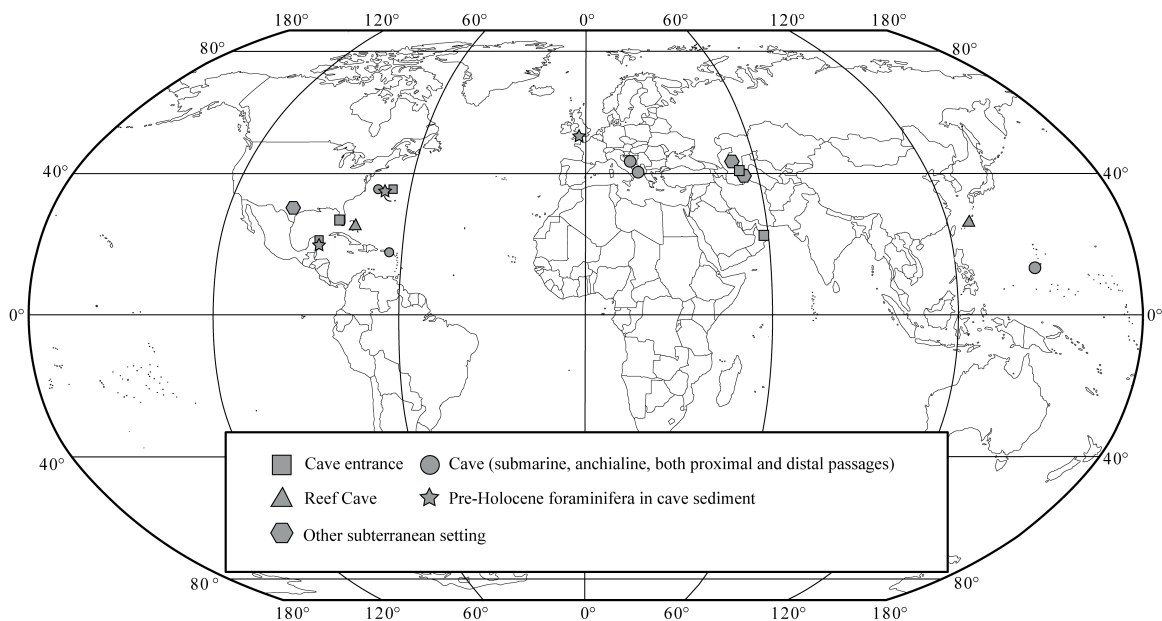 180° 120° 60° 0° 60° 120° 180°
80° 80°
40° 40°
0° 0°
40° 40°
Cave entrance Cave (submarine, anchialine, both proximal and distal passages)
Reef Cave Pre-Holocene foraminifera in cave sediment
Other subterranean setting
80° 80°
180° 120° 60° 0° 60° 120° 180°